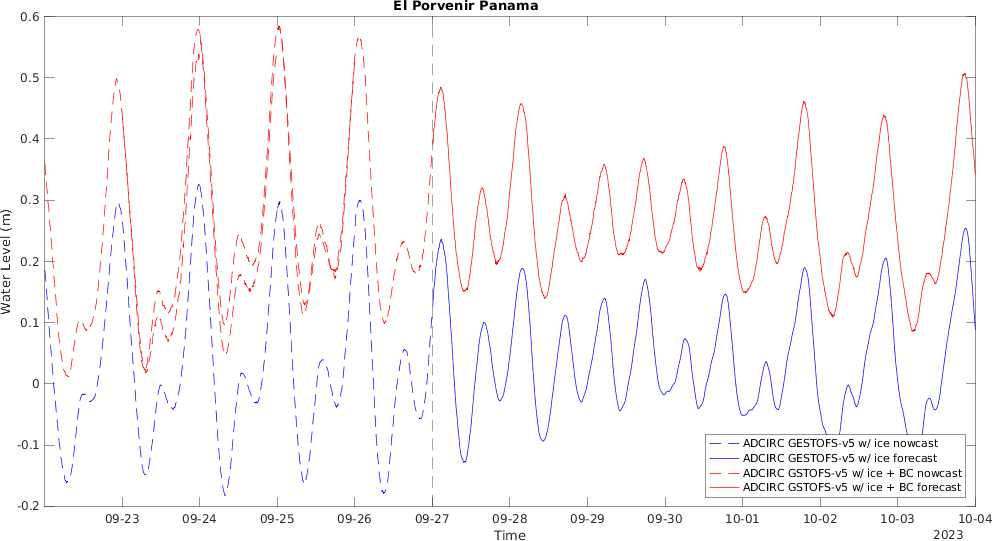 El Porvenir Panama
0.6
0.5
0.4
0.3
0.2
0.1
0
-0.1
-0.2
Water Level (m)
ADCIRC GESTOFS-v5 w/ ice nowcast
ADCIRC GESTOFS-v5 w/ ice forecast
ADCIRC GSTOFS-v5 w/ ice + BC nowcast
ADCIRC GSTOFS-v5 w/ ice + BC forecast
09-23 09-24 09-25 09-26 09-27 09-28 09-29 09-30 10-01 10-02 10-03 10-04
Time
2023